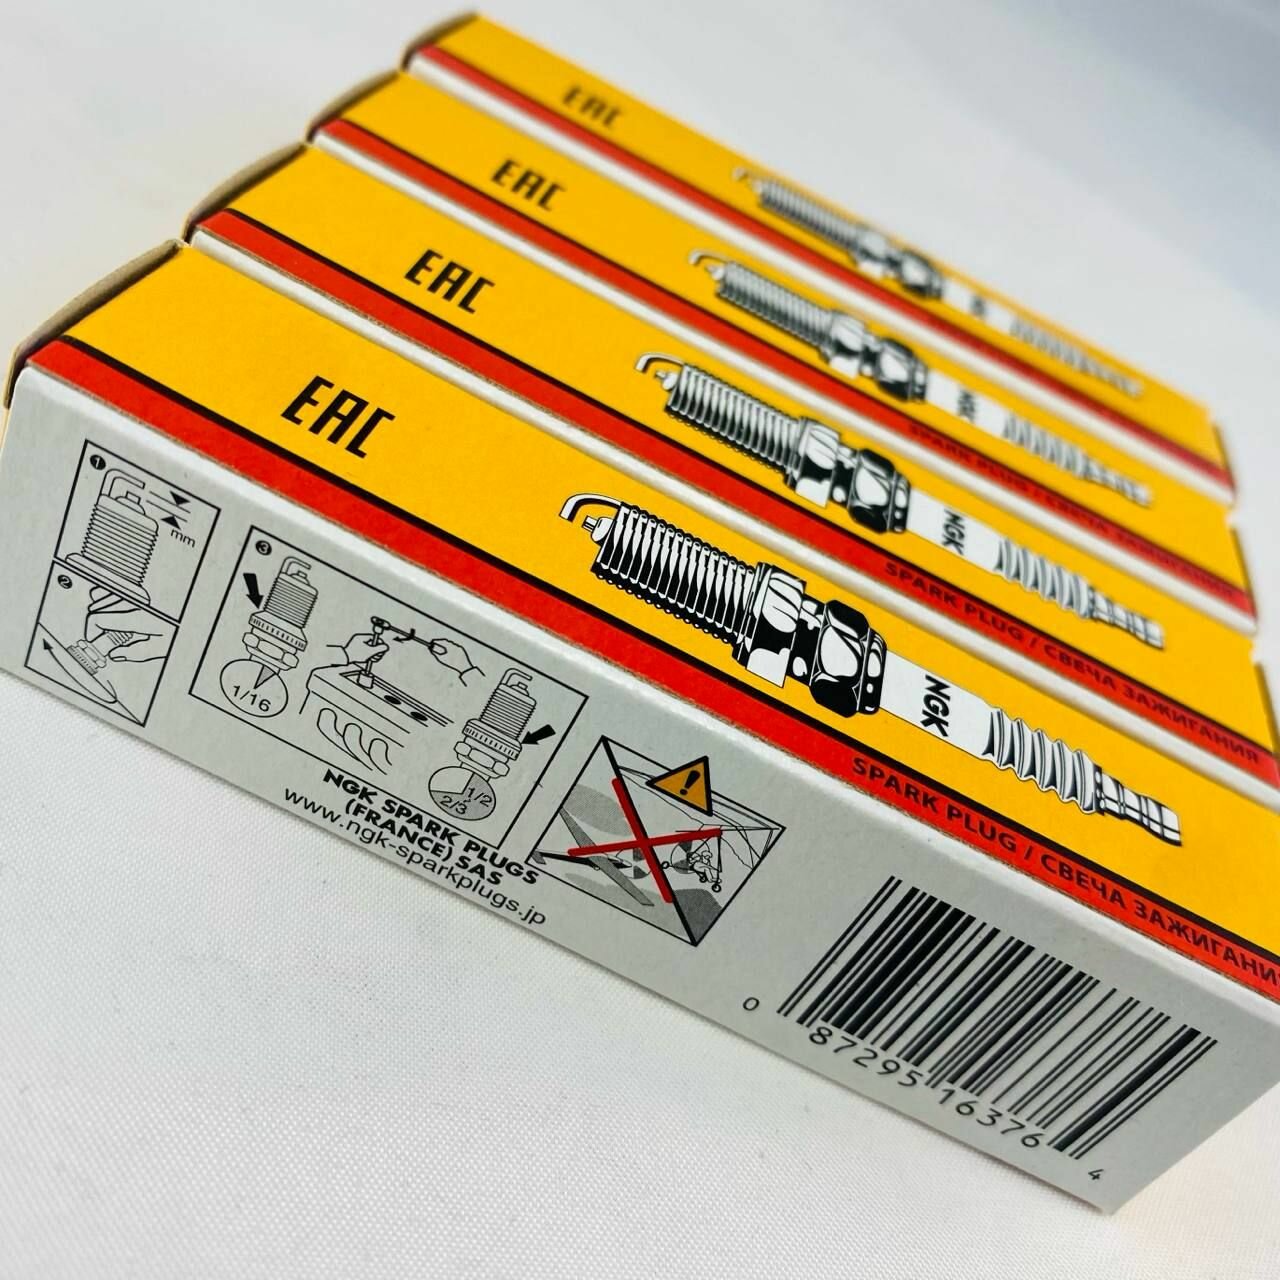 EAC
EAC
NGK
SPARK PLUG / СВЕЧА ЗАЖИГАНИЯ
EAC
NGK
SPARK PLUG / СВЕЧА ЗАЖИГАНИЯ
EAC
NGK
SPARK PLUG / СВЕЧА ЗАЖИГАНИ
1
mm
2
3
1/16
1/2
2/3
NGK SPARK PLUGS
(FRANCE) SAS
www.ngk-sparkplugs.jp
!
0 87295 16376 4